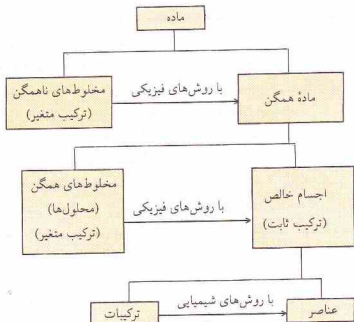 ماده
مادهٔ همگن
با روش‌های فیزیکی
مخلوط‌های ناهمگن
(ترکیب متغیر)
اجسام خالص
(ترکیب ثابت)
با روش‌های فیزیکی
مخلوط‌های همگن
(محلول‌ها)
(ترکیب متغیر)
عناصر
با روش‌های شیمیایی
ترکیبات